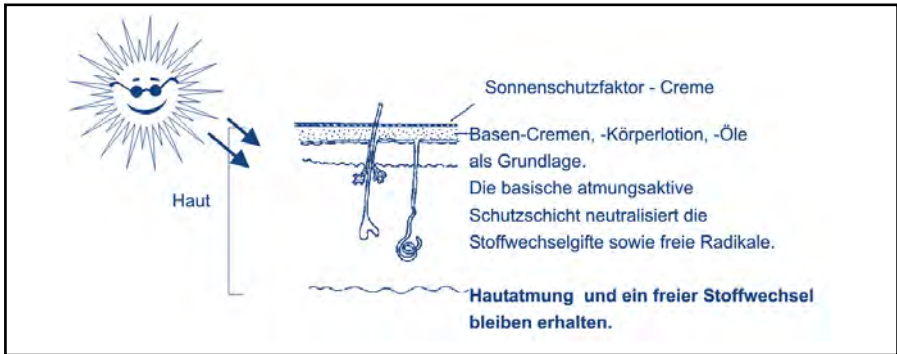 Sonnenschutzfaktor - Creme
Basen-Cremen, -Körperlotion, -Öle
als Grundlage.
Die basische atmungsaktive
Schutzschicht neutralisiert die
Stoffwechselgifte sowie freie Radikale.
Haut
Hautatmung und ein freier Stoffwechsel
bleiben erhalten.